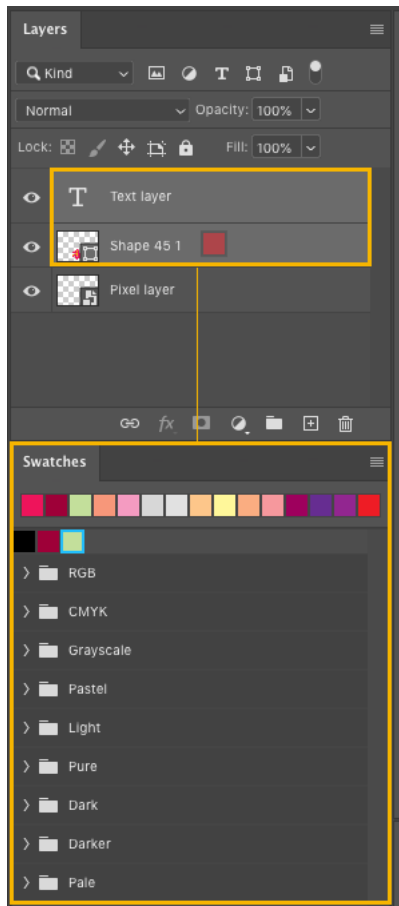 Layers
Kind
Normal Opacity: 100%
Lock: Fill: 100%
Text layer
Shape 45 1
Pixel layer
fx
Swatches
RGB
CMYK
Grayscale
Pastel
Light
Pure
Dark
Darker
Pale